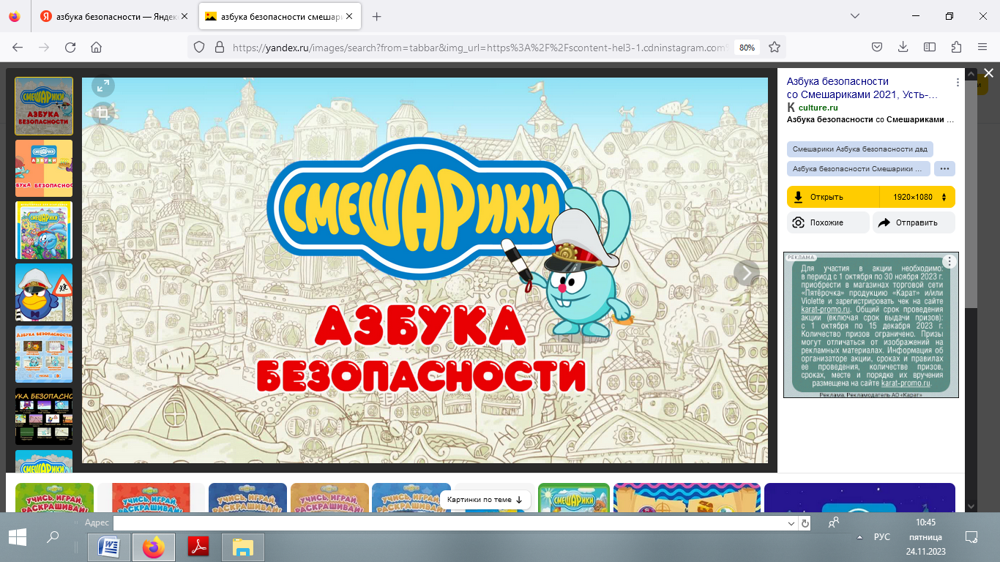 азбука безопасности — Яндек
азбука безопасности смешари
https://yandex.ru/images/search?from=tabbar&img_url=https%3A%2F%2Fscontent-hel3-1.cdninstagram.com%
80%
СМЕШАРИКИ
АЗБУКА
БЕЗОПАСНОСТИ
СМЕШАРИКИ
АЗБУКА
БЕЗОПАСНОСТИ
СМЕШАРИКИ
АЗБУКИ
БУКА БЕЗОПАСНОС
СМЕШАРИКИ
АЗБУКА БЕЗОПАСНОСТИ
УКА БЕЗОПАСНОС
СМЕШАРИКИ
Азбука безопасности
со Смешариками 2021, Усть-…
culture.ru
Азбука безопасности со Смешариками ...
Смешарики Азбука безопасности двд
Азбука безопасности Смешарики ...
Открыть
1920×1080
Похожие
Отправить
РЕКЛАМА
Для участия в акции необходимо:
в период с 1 октября по 30 ноября 2023 г.
приобрести в магазинах торговой сети
«Пятёрочка» продукцию «Карат» и/или
Violette и зарегистрировать чек на сайте
karat-promo.ru. Общий срок проведения
акции (включая срок выдачи призов):
с 1 октября по 15 декабря 2023 г.
Количество призов ограничено. Призы
могут отличаться от изображений на
рекламных материалах. Информация об
организаторе акции, сроках и правилах
ее проведения, количестве призов,
сроках, месте и порядке их вручения
размещена на сайте karat-promo.ru.
Реклама. Рекламодатель АО «Карат»
УЧИСЬ, ИГРАЙ,
РАСКРАШИВАЙ!
УЧИСЬ, ИГРАЙ,
РАСКРАШИВАЙ!
УЧИСЬ, ИГРАЙ,
РАСКРАШИВАЙ!
УЧИСЬ, ИГРАЙ,
РАСКРАШИВАЙ!
УЧИСЬ, ИГРАЙ,
РАСКРАШИВАЙ!
Картинки по теме
СМЕШАРИКИ
Адрес
РУС
10:45
пятница
24.11.2023